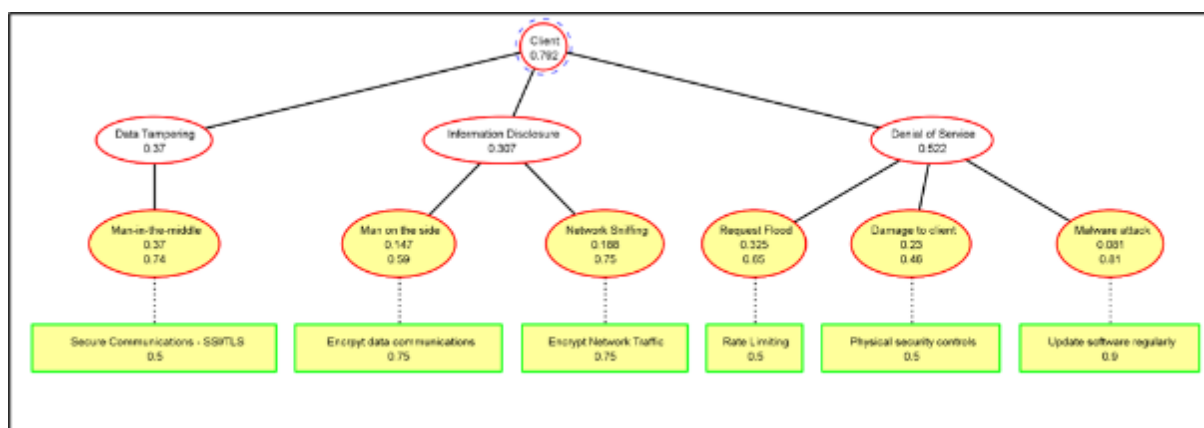 Client
0.792
Data Tampering
0.37
Information Disclosure
0.307
Denial of Service
0.522
Man-in-the-middle
0.37
0.74
Man on the side
0.147
0.59
Network Sniffing
0.188
0.75
Request Flood
0.325
0.65
Damage to client
0.23
0.46
Malware attack
0.081
0.81
Secure Communications - SSl/TLS
0.5
Encrpyt data communications
0.75
Encrypt Network Traffic
0.75
Rate Limiting
0.5
Physical security controls
0.5
Update software regularly
0.9